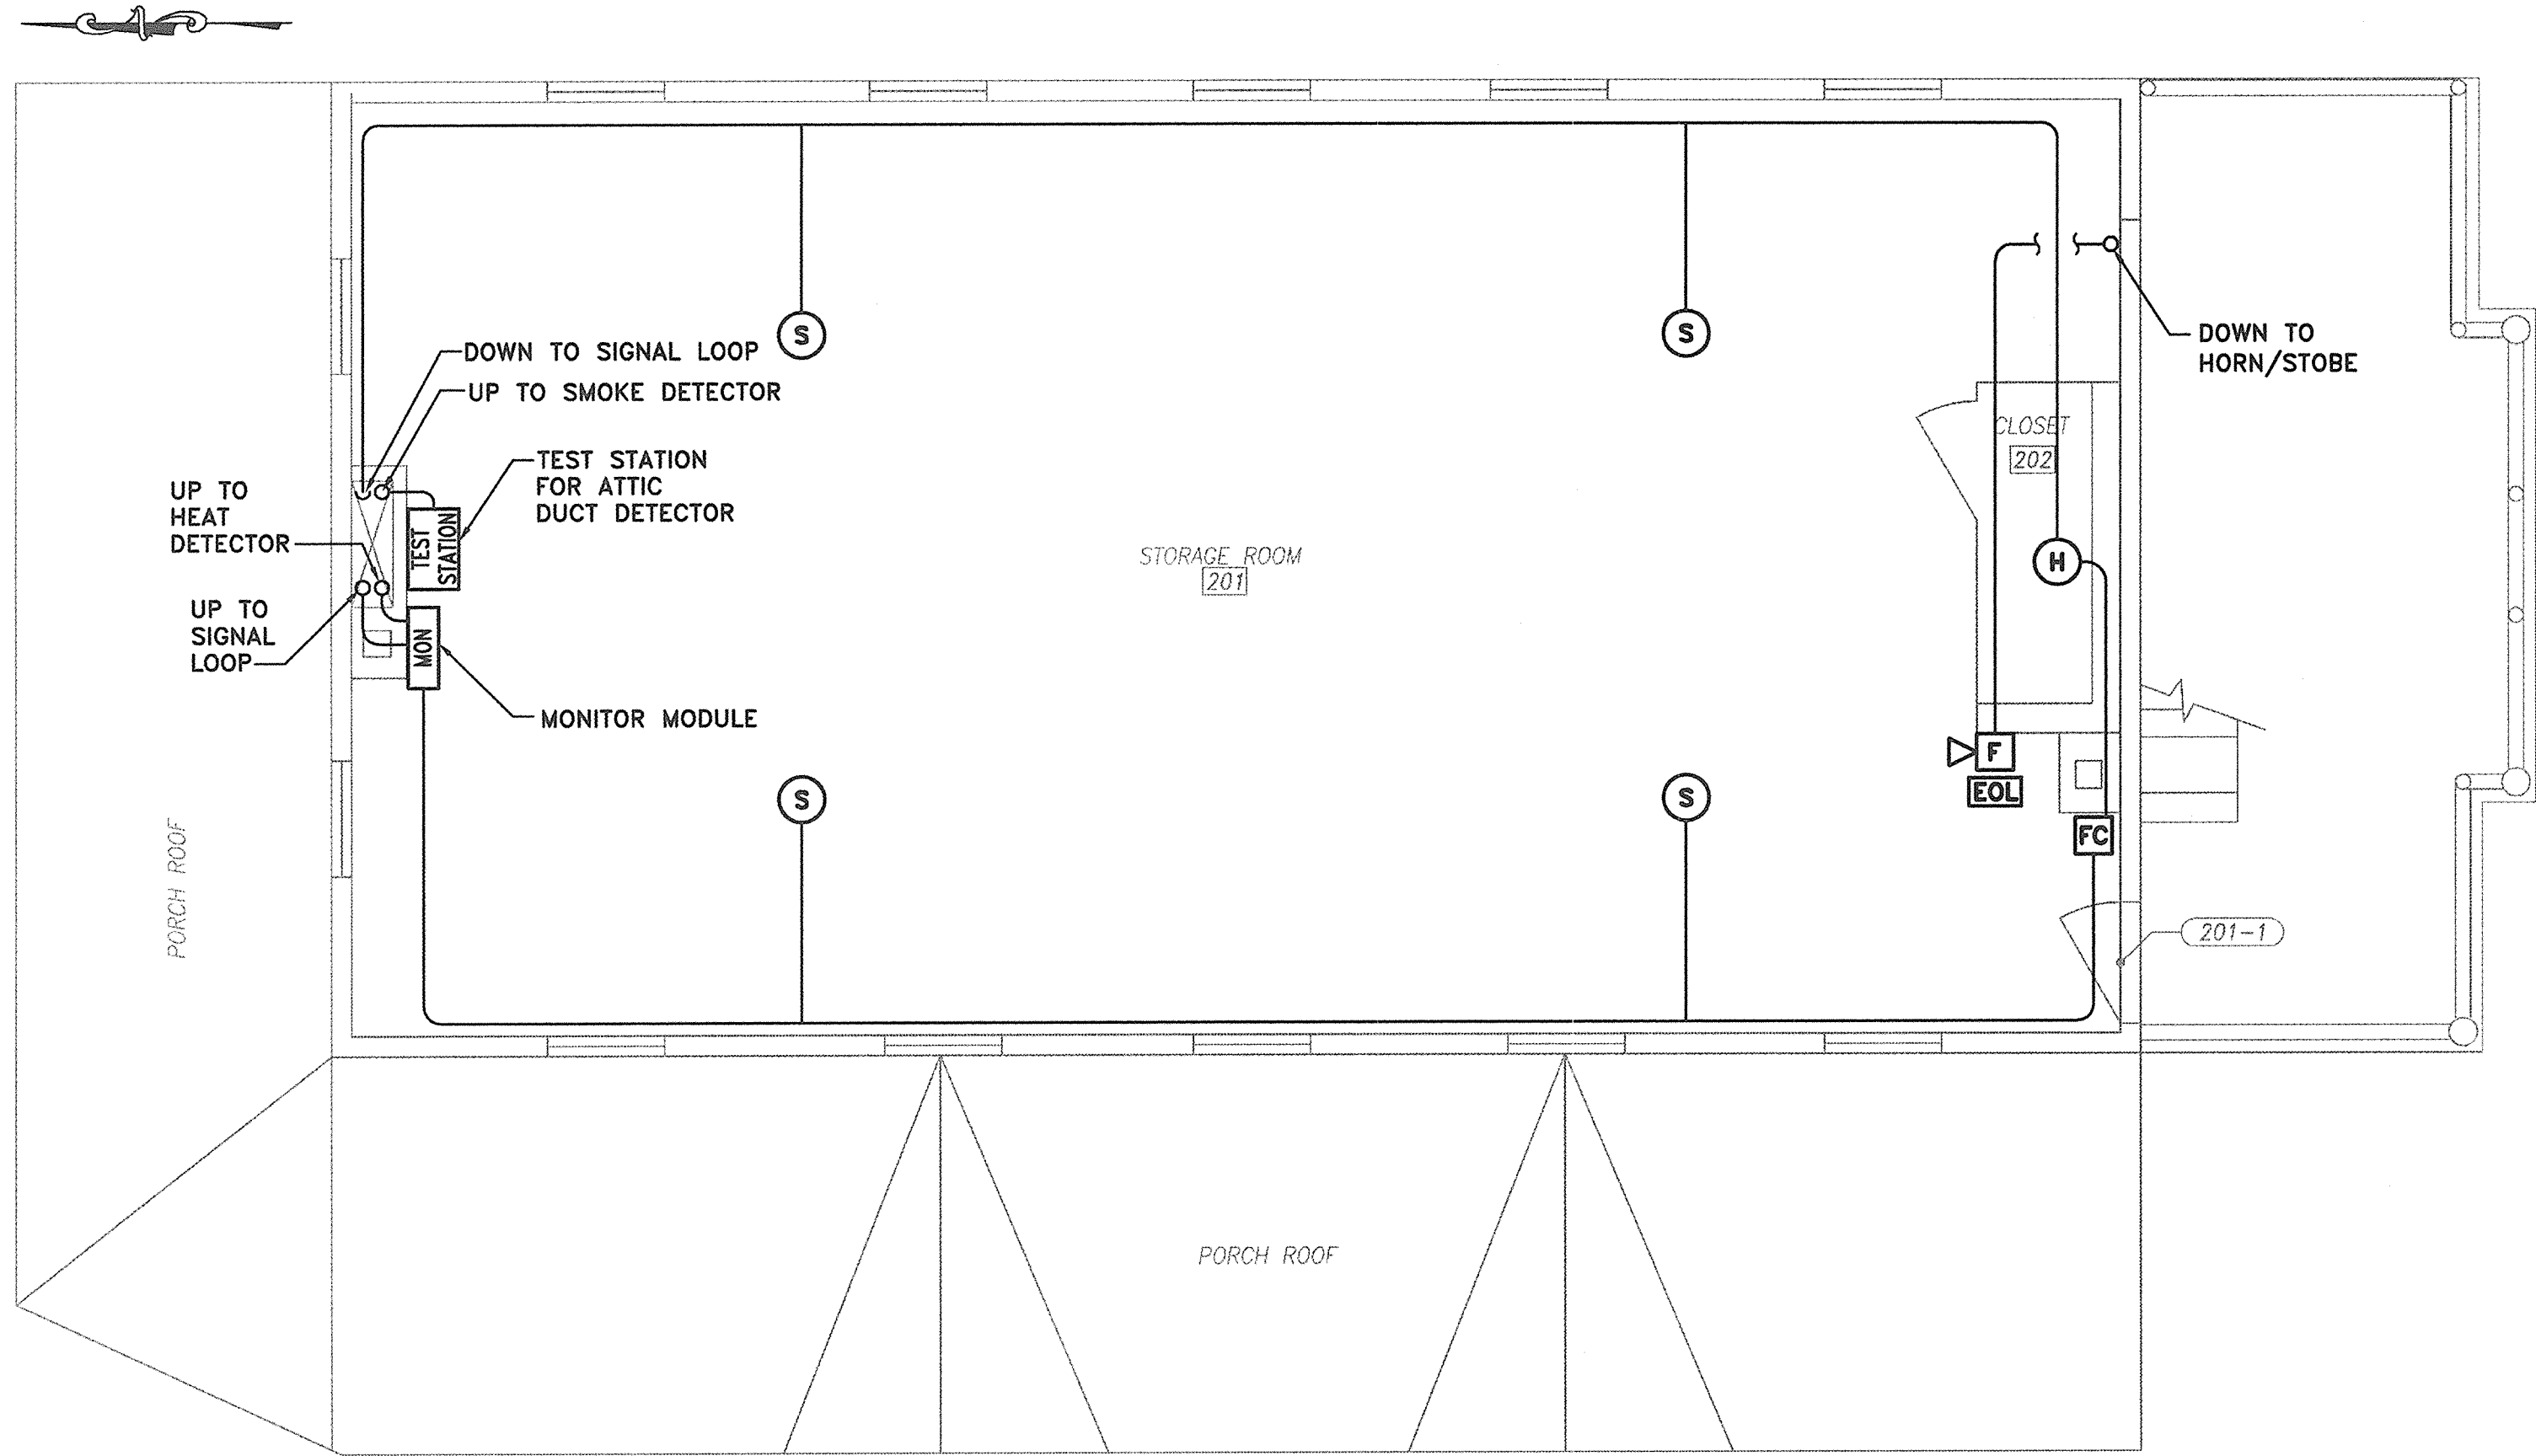 DOWN TO SIGNAL LOOP
UP TO SMOKE DETECTOR
S
S
DOWN TO
HORN/STOBE
CLOSET
202
TEST STATION
FOR ATTIC
DUCT DETECTOR
UP TO
HEAT
DETECTOR
TEST
STATION
STORAGE ROOM
201
H
UP TO
SIGNAL
LOOP
MON
MONITOR MODULE
S
S
F
EOL
FC
PORCH ROOF
201-1
PORCH ROOF